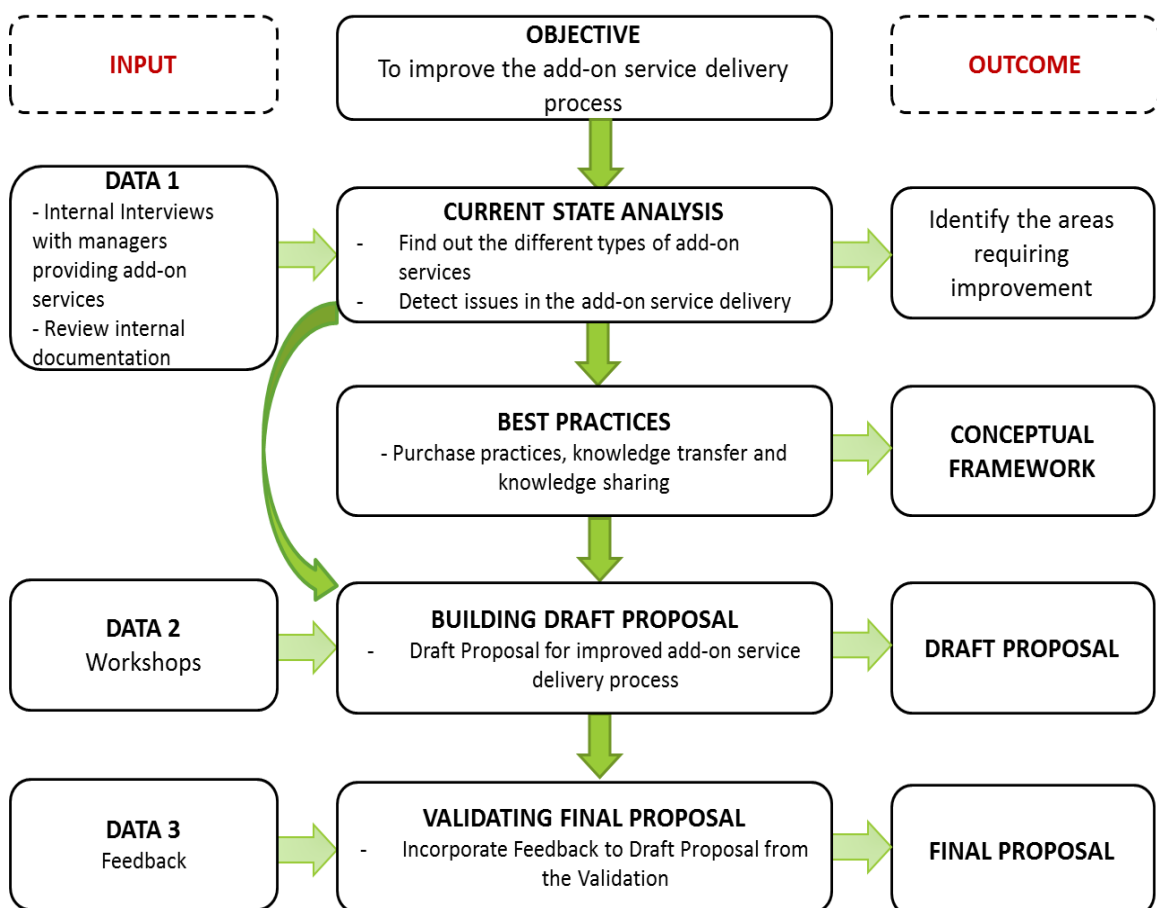 INPUT
OBJECTIVE
To improve the add-on service delivery
process
OUTCOME
DATA 1
- Internal Interviews
with managers
providing add-on
services
- Review internal
documentation
CURRENT STATE ANALYSIS
- Find out the different types of add-on
services
- Detect issues in the add-on service delivery
Identify the areas
requiring
improvement
BEST PRACTICES
- Purchase practices, knowledge transfer and
knowledge sharing
CONCEPTUAL
FRAMEWORK
DATA 2
Workshops
BUILDING DRAFT PROPOSAL
- Draft Proposal for improved add-on service
delivery process
DRAFT PROPOSAL
DATA 3
Feedback
VALIDATING FINAL PROPOSAL
- Incorporate Feedback to Draft Proposal from
the Validation
FINAL PROPOSAL